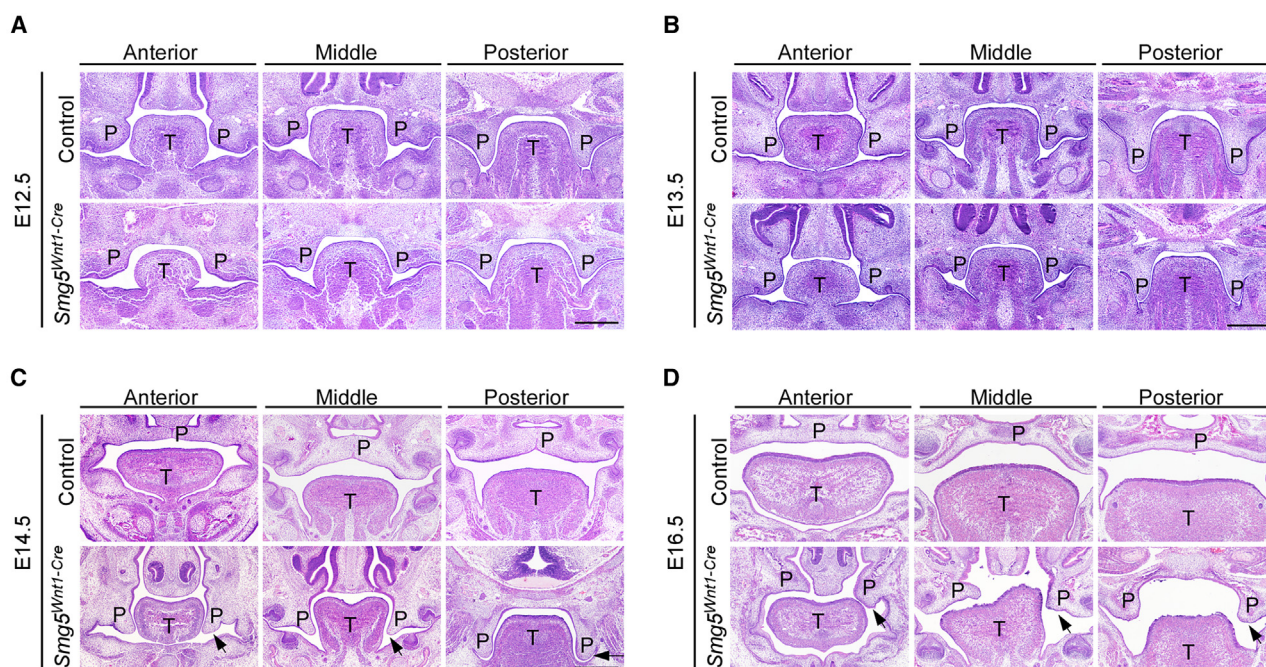 A
Anterior Middle Posterior
E12.5
Control
P T P P T P P T P
Smg5Wnt1-Cre
P T P P T P P T P
B
Anterior Middle Posterior
E13.5
Control
P T P P T P P T P
Smg5Wnt1-Cre
P T P P T P P T P
C
Anterior Middle Posterior
E14.5
Control
P P P
T T T
Smg5Wnt1-Cre
P T P P T P P T P
D
Anterior Middle Posterior
E16.5
Control
P P P
T T T
Smg5Wnt1-Cre
P P P P P
T T T